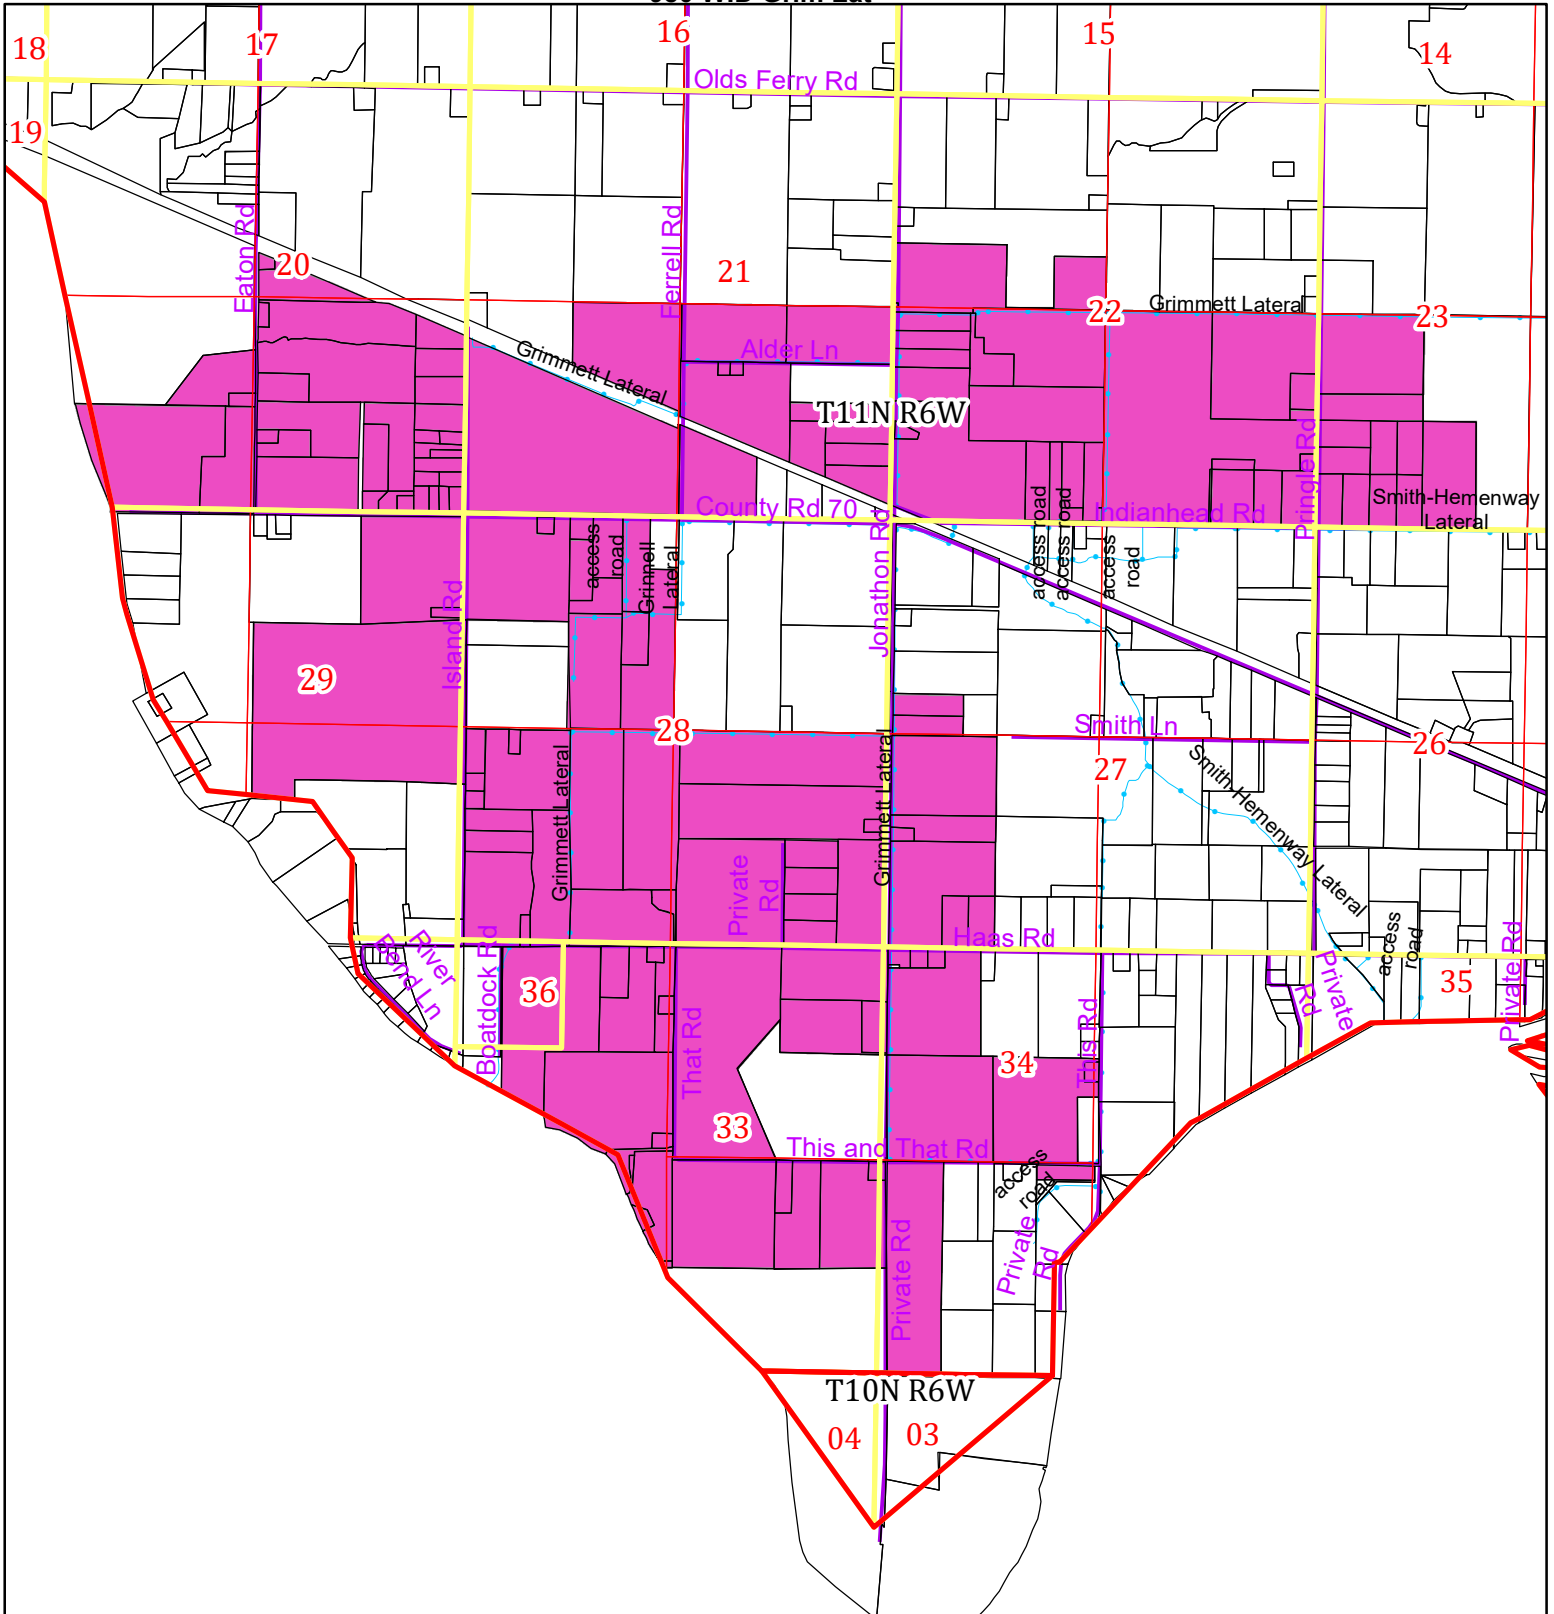 18
17
16
15
14
Olds Ferry Rd
19
Eaton Rd
20
Ferrell Rd
21
22
Grimmett Lateral
23
Grimmett Lateral
Alder Ln
T11N R6W
Pringle Rd
County Rd 70
Jonathon Rd
access road
access road
Indianhead Rd
Smith-Hemenway
Lateral
access
road
Grinnell
Lateral
access
road
Island Rd
29
28
Smith Ln
26
27
Grimmett Lateral
Grimmett Lateral
Smith-Hemenway Lateral
Private
Rd
Haas Rd
River
Bend Ln
Boatdock Rd
36
access
road
35
Private Rd
Private
Rd
That Rd
This Rd
34
33
This and That Rd
access
road
Private Rd
Private
Rd
T10N R6W
04
03